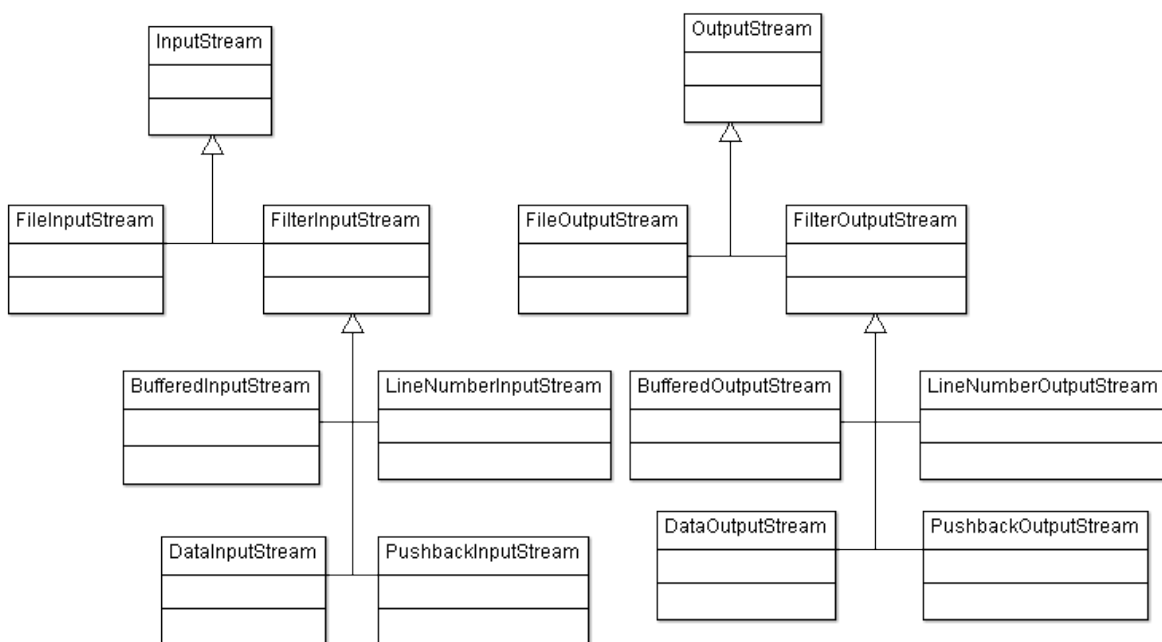 InputStream
OutputStream
FileInputStream
FilterInputStream
FileOutputStream
FilterOutputStream
BufferedInputStream
LineNumberInputStream
BufferedOutputStream
LineNumberOutputStream
DataInputStream
PushbackInputStream
DataOutputStream
PushbackOutputStream